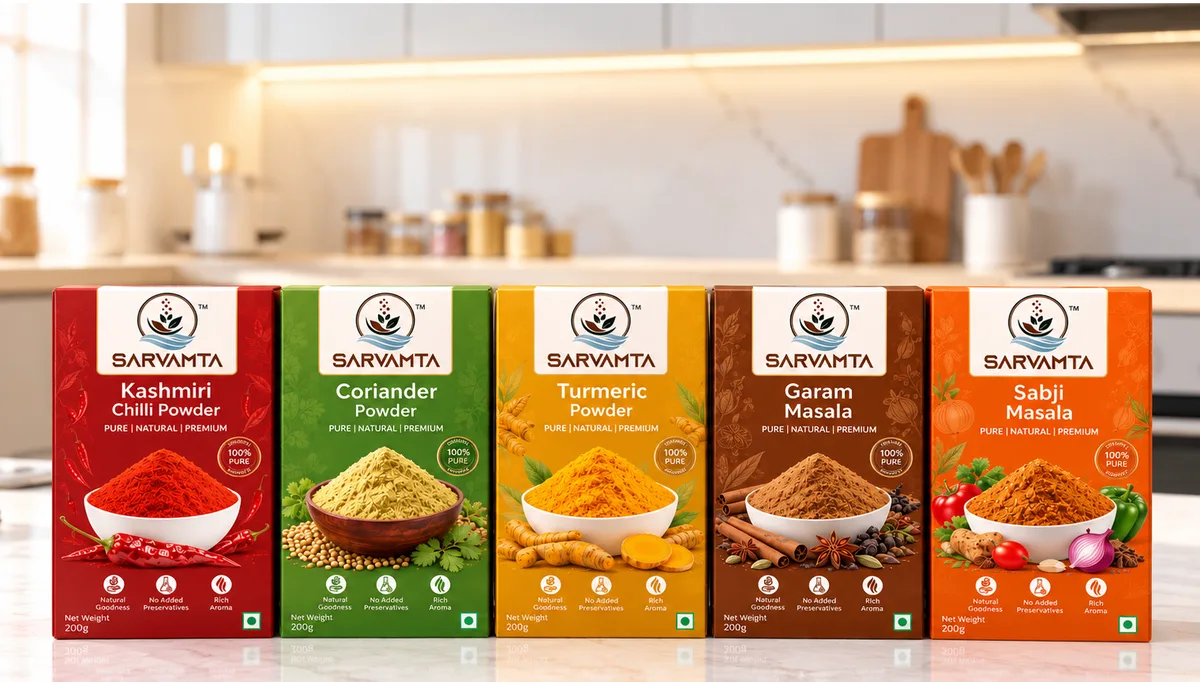 TM
SARVAMTA
Kashmiri
Chilli Powder
PURE | NATURAL | PREMIUM
100%
PURE
Natural
Goodness
No Added
Preservatives
Rich
Aroma
Net Weight
200g
TM
SARVAMTA
Coriander
Powder
PURE | NATURAL | PREMIUM
100%
PURE
Natural
Goodness
No Added
Preservatives
Rich
Aroma
Net Weight
200g
TM
SARVAMTA
Turmeric
Powder
PURE | NATURAL | PREMIUM
100%
PURE
Natural
Goodness
No Added
Preservatives
Rich
Aroma
Net Weight
200g
TM
SARVAMTA
Garam
Masala
PURE | NATURAL | PREMIUM
100%
PURE
Natural
Goodness
No Added
Preservatives
Rich
Aroma
Net Weight
200g
TM
SARVAMTA
Sabji
Masala
PURE | NATURAL | PREMIUM
100%
PURE
Natural
Goodness
No Added
Preservatives
Rich
Aroma
Net Weight
200g